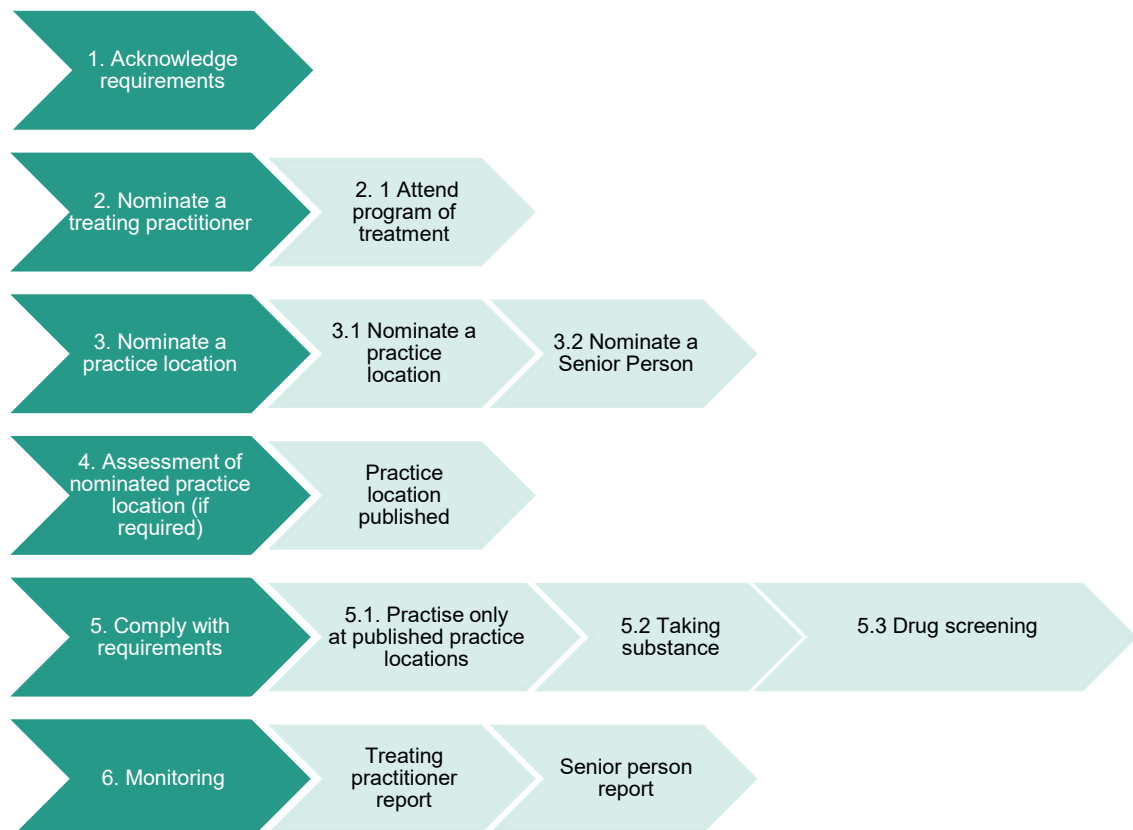 1. Acknowledge
requirements
2. Nominate a
treating practitioner
2. 1 Attend
program of
treatment
3. Nominate a
practice location
3.1 Nominate a
practice
location
3.2 Nominate a
Senior Person
4. Assessment of
nominated practice
location (if
required)
Practice
location
published
5. Comply with
requirements
5.1. Practise only
at published practice
locations
5.2 Taking
substance
5.3 Drug screening
6. Monitoring
Treating
practitioner
report
Senior person
report